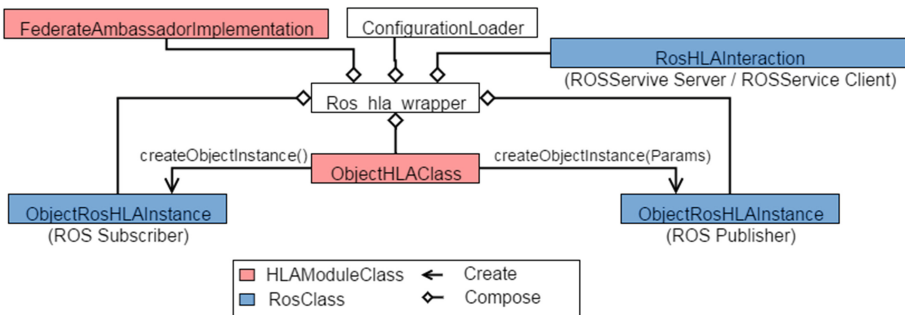 FederateAmbassadorImplementation
ConfigurationLoader
RosHLAInteraction
(ROSServive Server / ROSService Client)
Ros_hla_wrapper
createObjectInstance()
createObjectInstance(Params)
ObjectHLAClass
ObjectRosHLAInstance
(ROS Subscriber)
ObjectRosHLAInstance
(ROS Publisher)
HLAModuleClass
Create
RosClass
Compose